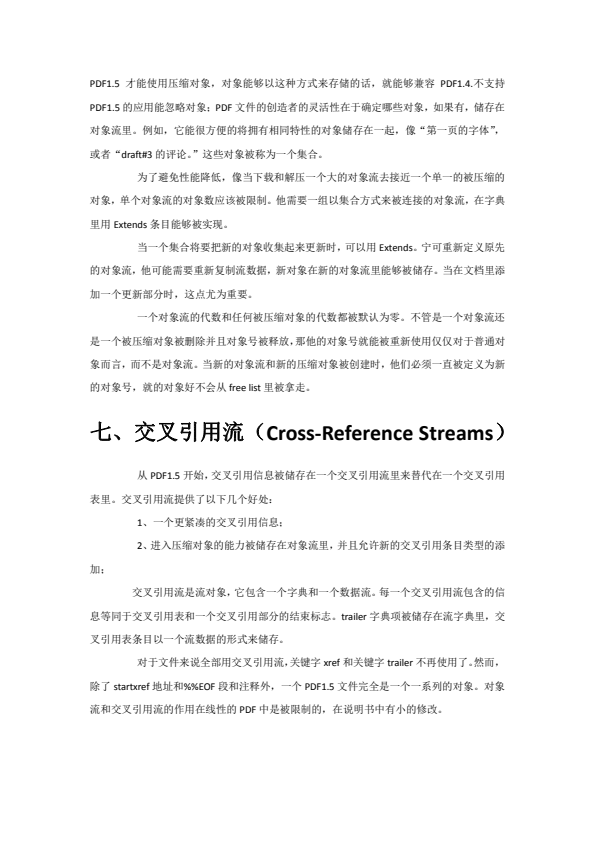 PDF1.5 才能使用压缩对象，对象能够以这种方式来存储的话，就能够兼容 PDF1.4.不支持
PDF1.5 的应用能忽略对象；PDF 文件的创造者的灵活性在于确定哪些对象，如果有，储存在
对象流里。例如，它能很方便的将拥有相同特性的对象储存在一起，像“第一页的字体”，
或者“draft#3 的评论。”这些对象被称为一个集合。
为了避免性能降低，像当下载和解压一个大的对象流去接近一个单一的被压缩的
对象，单个对象流的对象数应该被限制。他需要一组以集合方式来被连接的对象流，在字典
里用 Extends 条目能够被实现。
当一个集合将要把新的对象收集起来更新时，可以用 Extends。宁可重新定义原先
的对象流，他可能需要重新复制流数据，新对象在新的对象流里能够被储存。当在文档里添
加一个更新部分时，这点尤为重要。
一个对象流的代数和任何被压缩对象的代数都被默认为零。不管是一个对象流还
是一个被压缩对象被删除并且对象号被释放，那他的对象号就能被重新使用仅仅对于普通对
象而言，而不是对象流。当新的对象流和新的压缩对象被创建时，他们必须一直被定义为新
的对象号，就的对象好不会从 free list 里被拿走。
七、交叉引用流（Cross-Reference Streams）
从 PDF1.5 开始，交叉引用信息被储存在一个交叉引用流里来替代在一个交叉引用
表里。交叉引用流提供了以下几个好处：
1、一个更紧凑的交叉引用信息；
2、进入压缩对象的能力被储存在对象流里，并且允许新的交叉引用条目类型的添
加；
交叉引用流是流对象，它包含一个字典和一个数据流。每一个交叉引用流包含的信
息等同于交叉引用表和一个交叉引用部分的结束标志。trailer 字典项被储存在流字典里，交
叉引用表条目以一个流数据的形式来储存。
对于文件来说全部用交叉引用流，关键字 xref 和关键字 trailer 不再使用了。然而，
除了 startxref 地址和%%EOF 段和注释外，一个 PDF1.5 文件完全是一个一系列的对象。对象
流和交叉引用流的作用在线性的 PDF 中是被限制的，在说明书中有小的修改。